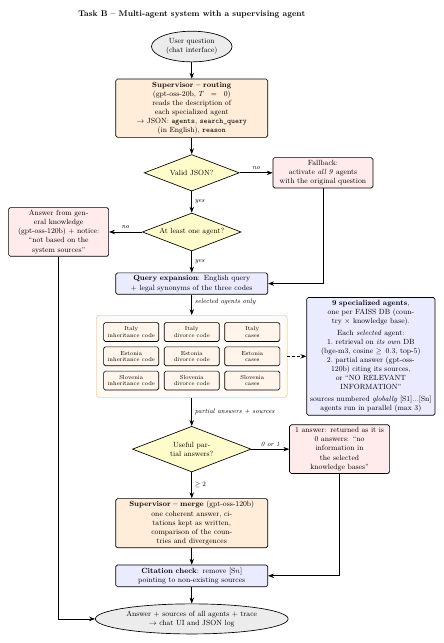 Task B – Multi-agent system with a supervising agent
User question
(chat interface)
Supervisor – routing
(gpt-oss-20b, T = 0)
reads the description of
each specialized agent
→ JSON: agents, search_query
(in English), reason
Valid JSON?
no
Fallback:
activate all 9 agents
with the original question
yes
At least one agent?
no
Answer from gen-
eral knowledge
(gpt-oss-120b) + notice:
“not based on the
system sources”
yes
Query expansion: English query
+ legal synonyms of the three codes
selected agents only
Italy
inheritance code
Italy
divorce code
Italy
cases
Estonia
inheritance code
Estonia
divorce code
Estonia
cases
Slovenia
inheritance code
Slovenia
divorce code
Slovenia
cases
9 specialized agents,
one per FAISS DB (coun-
try × knowledge base).
Each selected agent:
1. retrieval on its own DB
(bge-m3, cosine ≥ 0.3, top-5)
2. partial answer (gpt-oss-
120b) citing its sources,
or “NO RELEVANT
INFORMATION”
sources numbered globally [S1]...[Sn]
agents run in parallel (max 3)
partial answers + sources
Useful par-
tial answers?
0 or 1
1 answer: returned as it is
0 answers: “no
information in
the selected
knowledge bases”
≥ 2
Supervisor – merge (gpt-oss-120b)
one coherent answer, ci-
tations kept as written,
comparison of the coun-
tries and divergences
Citation check: remove [Sn]
pointing to non-existing sources
Answer + sources of all agents + trace
→ chat UI and JSON log